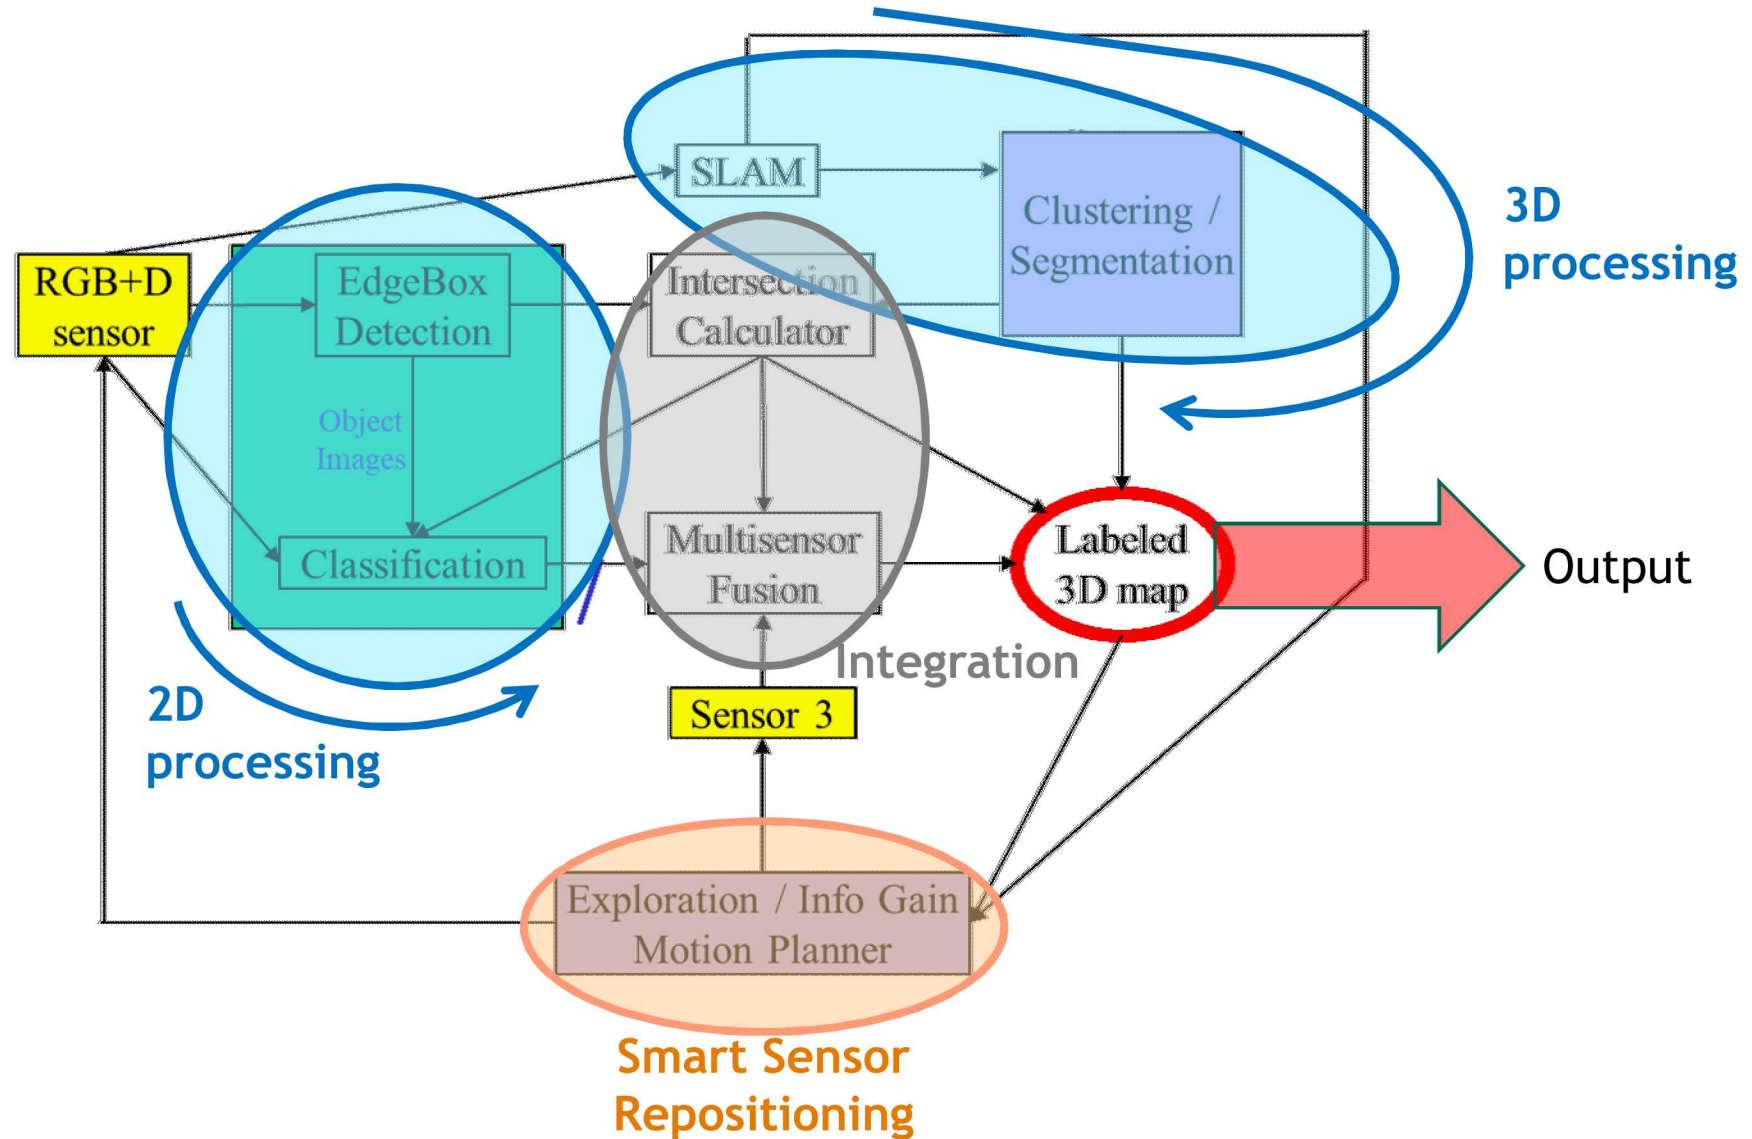 SLAM
Clustering /
Segmentation
3D
processing
RGB+D
sensor
EdgeBox
Detection
Intersection
Calculator
Object
Images
Classification
Multisensor
Fusion
Labeled
3D map
Output
Integration
2D
processing
Sensor 3
Exploration / Info Gain
Motion Planner
Smart Sensor
Repositioning